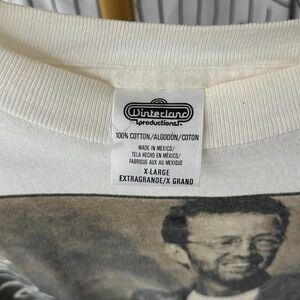 Winterland
productions
100% COTTON/ALGODÓN/COTON
MADE IN MEXICO/
TELA HECHO EN MEXICO/
FABRIQUE AUX AU MEXIQUE
X-LARGE
EXTRAGRANDE/X GRAND